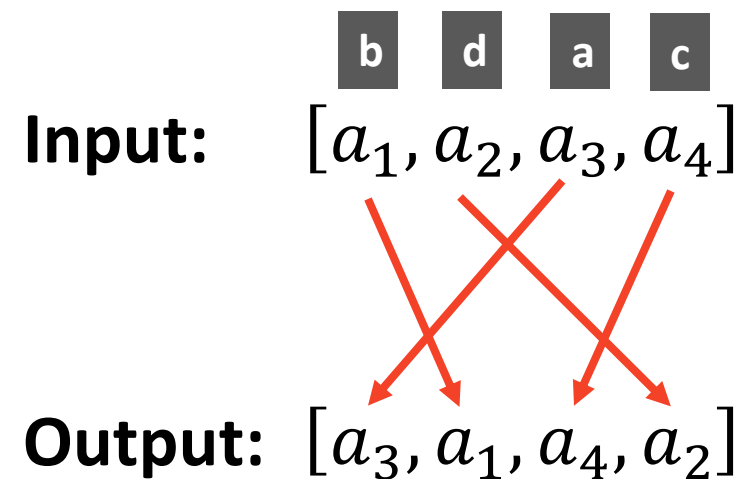 b d a c
Input: [a₁, a₂, a₃, a₄]
Output: [a₃, a₁, a₄, a₂]